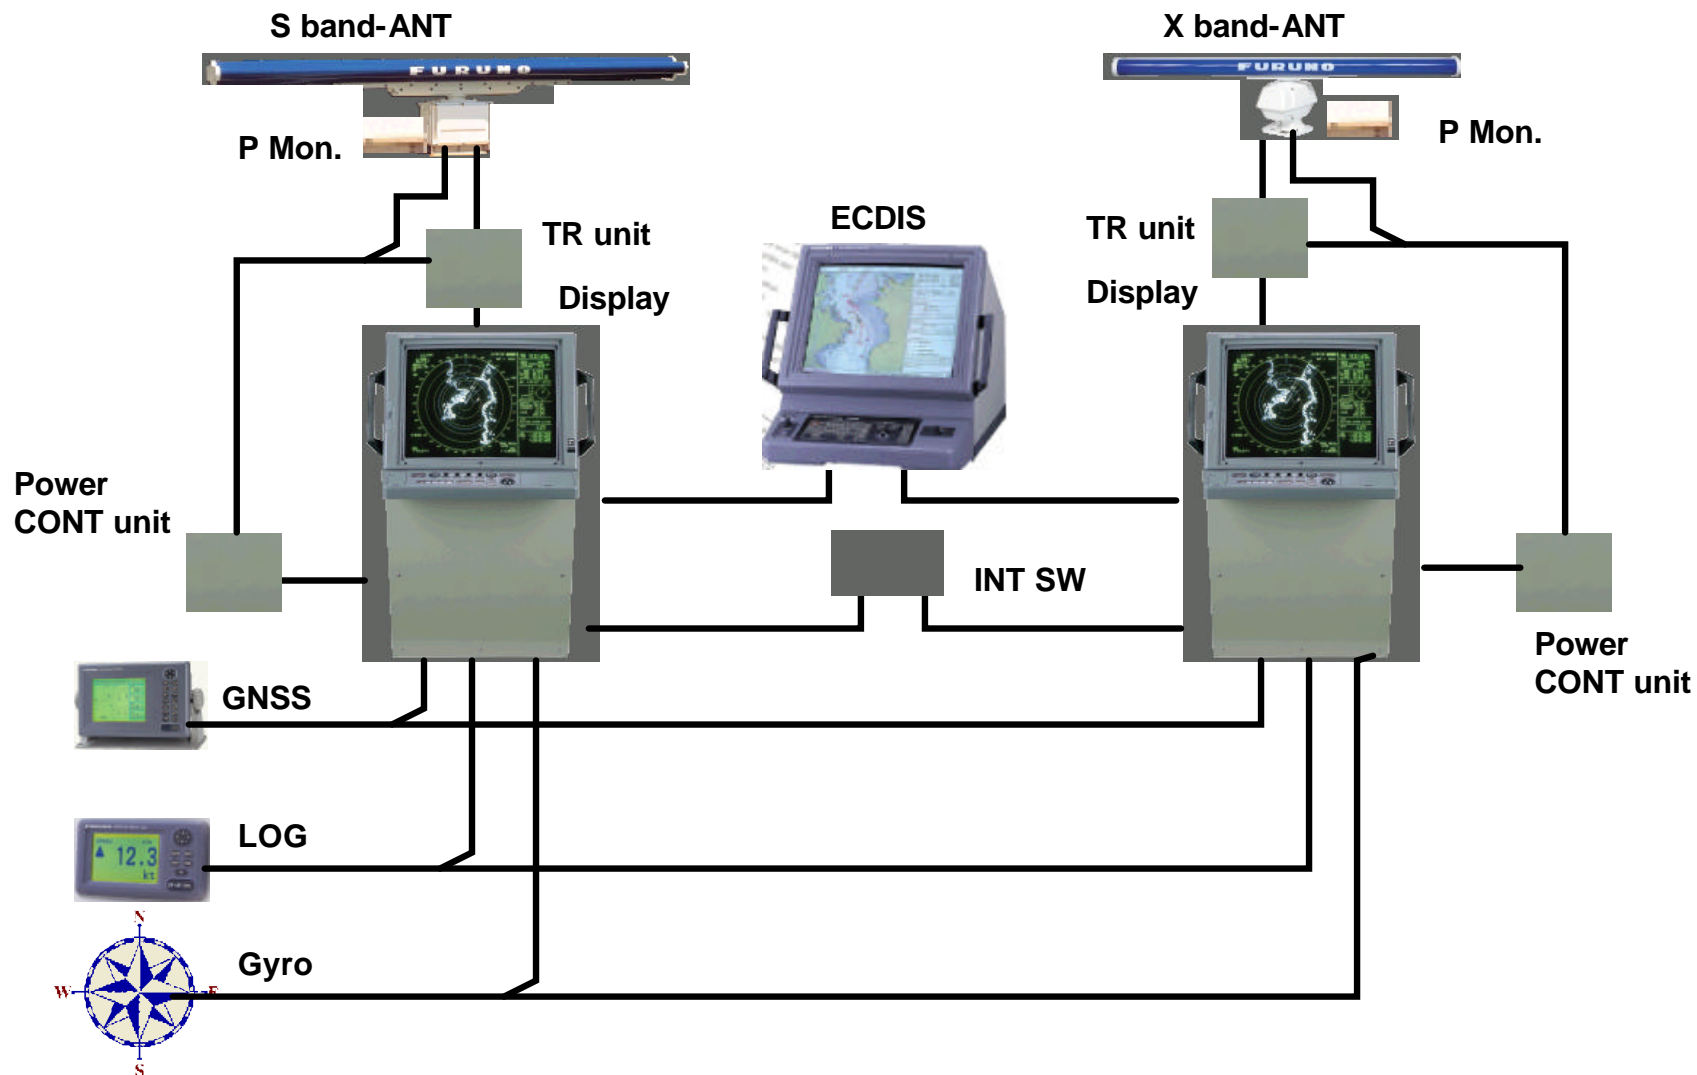 S band-ANT
X band-ANT
FURUNO
FURUNO
P Mon.
P Mon.
ECDIS
TR unit
TR unit
Display
Display
Power
CONT unit
INT SW
Power
CONT unit
GNSS
LOG
12.3
kt
N
Gyro
W
E
S